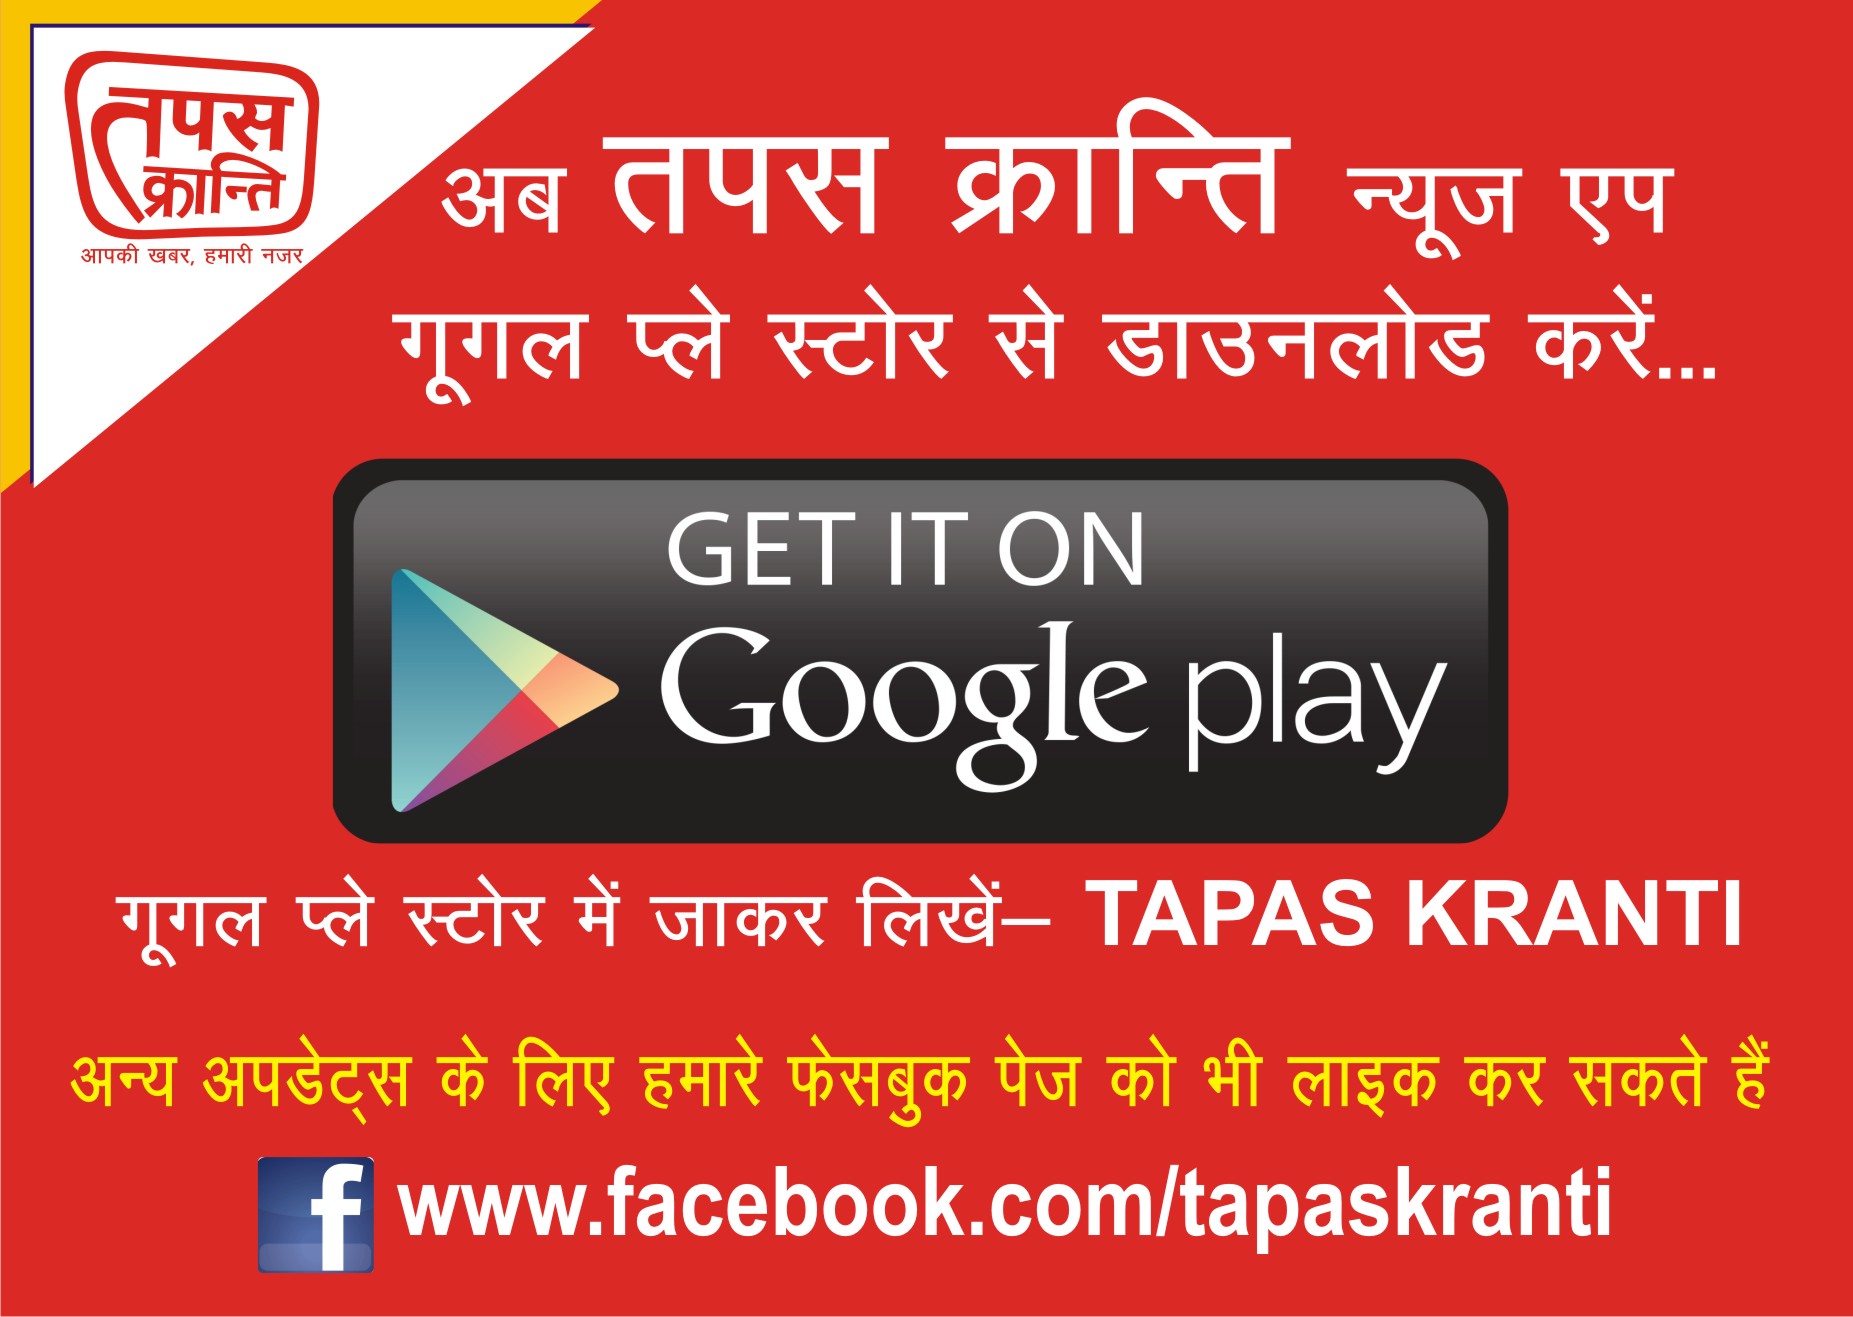 तपस
क्रान्ति
आपकी खबर, हमारी नजर
अब तपस क्रान्ति न्यूज एप
गूगल प्ले स्टोर से डाउनलोड करें...
GET IT ON
Google play
गूगल प्ले स्टोर में जाकर लिखें– TAPAS KRANTI
अन्य अपडेट्स के लिए हमारे फेसबुक पेज को भी लाइक कर सकते हैं
f www.facebook.com/tapaskranti